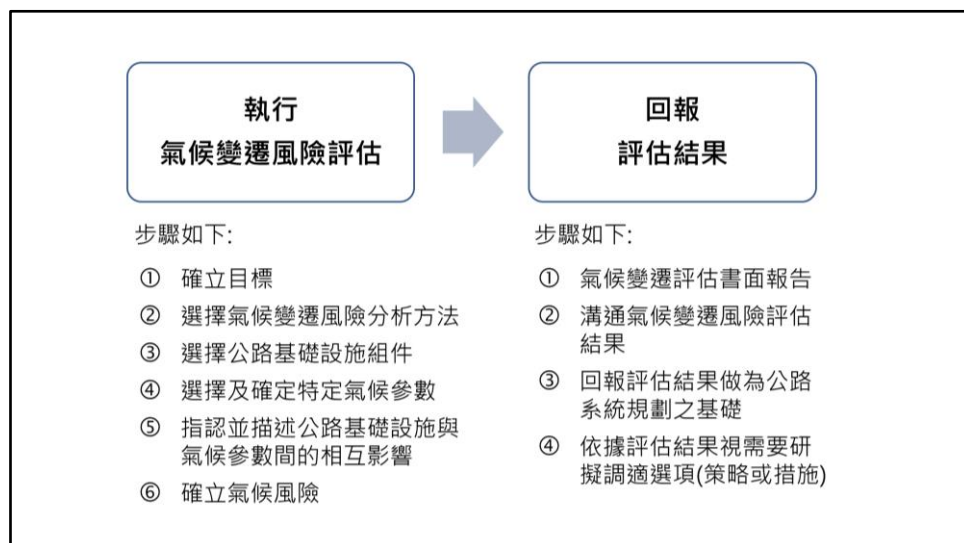 執行
氣候變遷風險評估
步驟如下:
① 確立目標
② 選擇氣候變遷風險分析方法
③ 選擇公路基礎設施組件
④ 選擇及確定特定氣候參數
⑤ 指認並描述公路基礎設施與
氣候參數間的相互影響
⑥ 確立氣候風險
回報
評估結果
步驟如下:
① 氣候變遷評估書面報告
② 溝通氣候變遷風險評估
結果
③ 回報評估結果做為公路
系統規劃之基礎
④ 依據評估結果視需要研
擬調適選項(策略或措施)